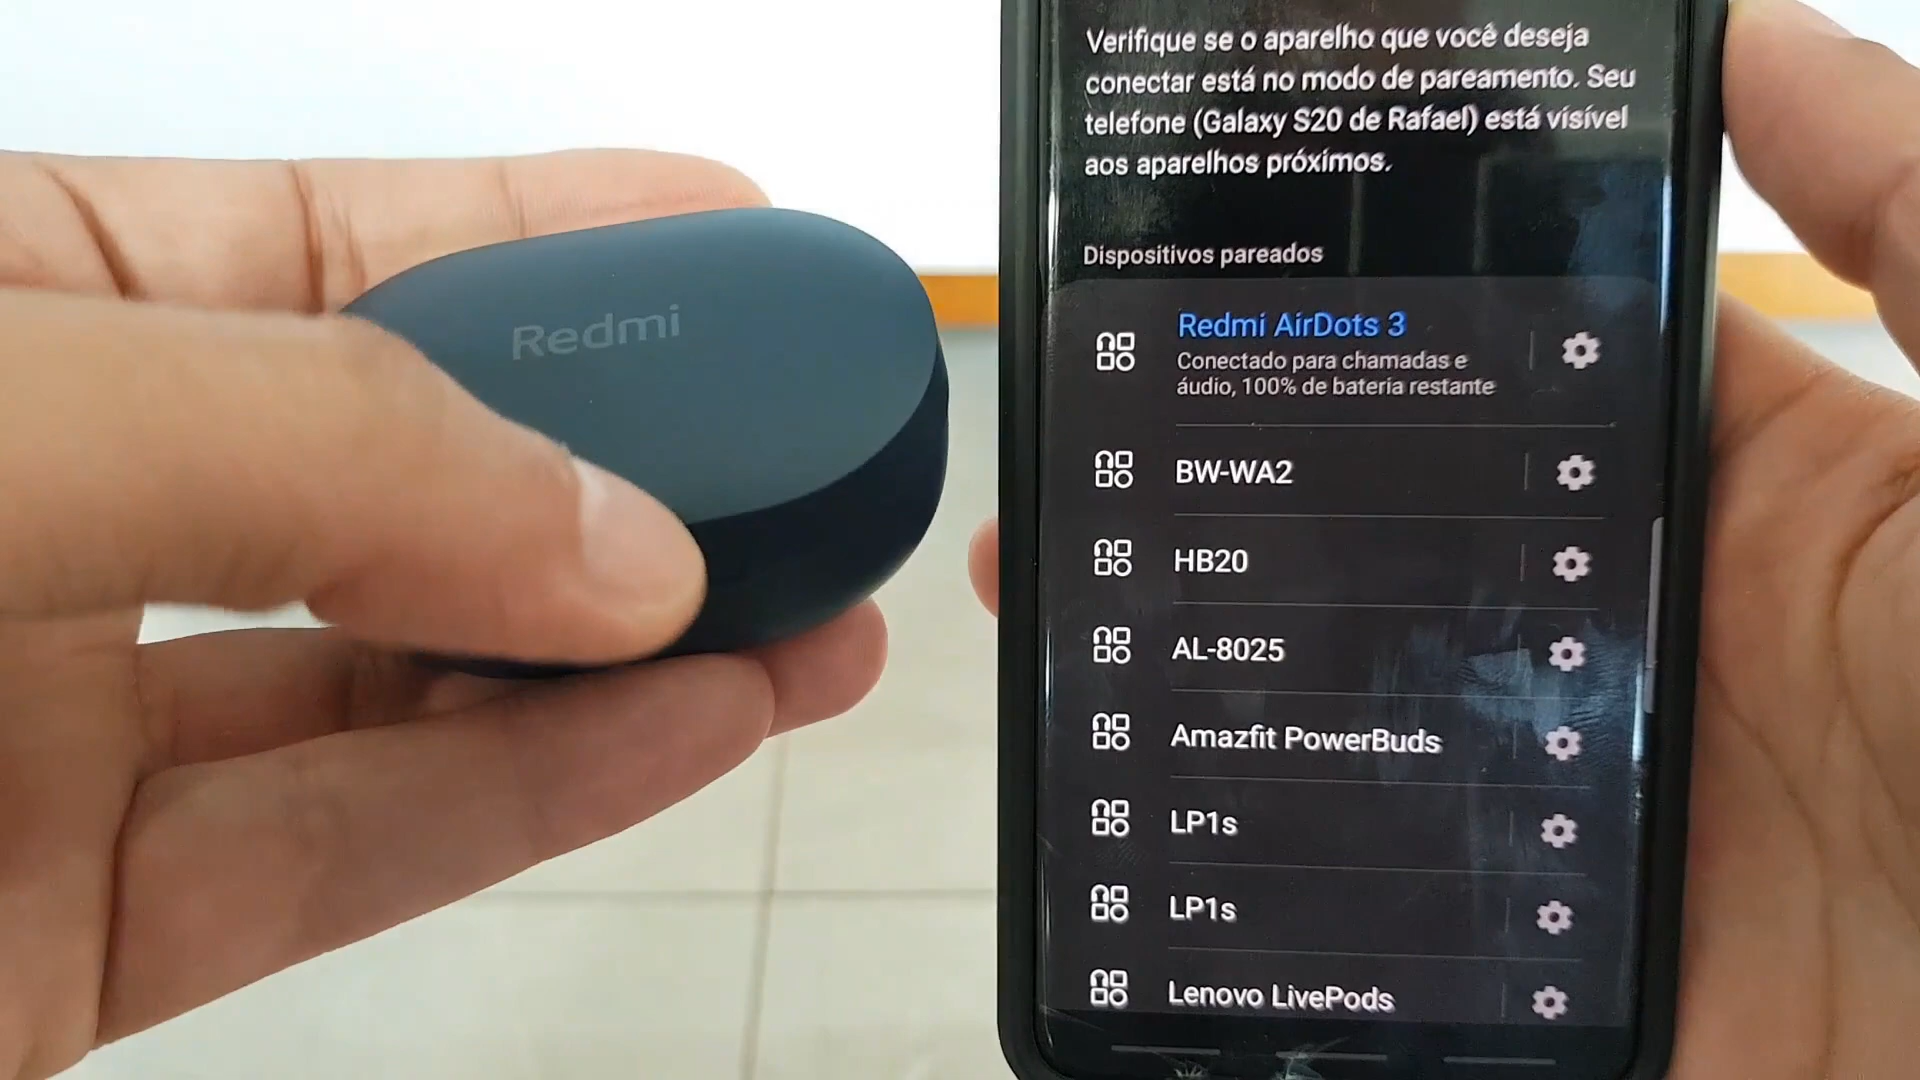 Redmi
Verifique se o aparelho que você deseja
conectar está no modo de pareamento. Seu
telefone (Galaxy S20 de Rafael) está visível
aos aparelhos próximos.
Dispositivos pareados
Redmi AirDots 3
Conectado para chamadas e
áudio, 100% de bateria restante
BW-WA2
HB20
AL-8025
Amazfit PowerBuds
LP1s
LP1s
Lenovo LivePods